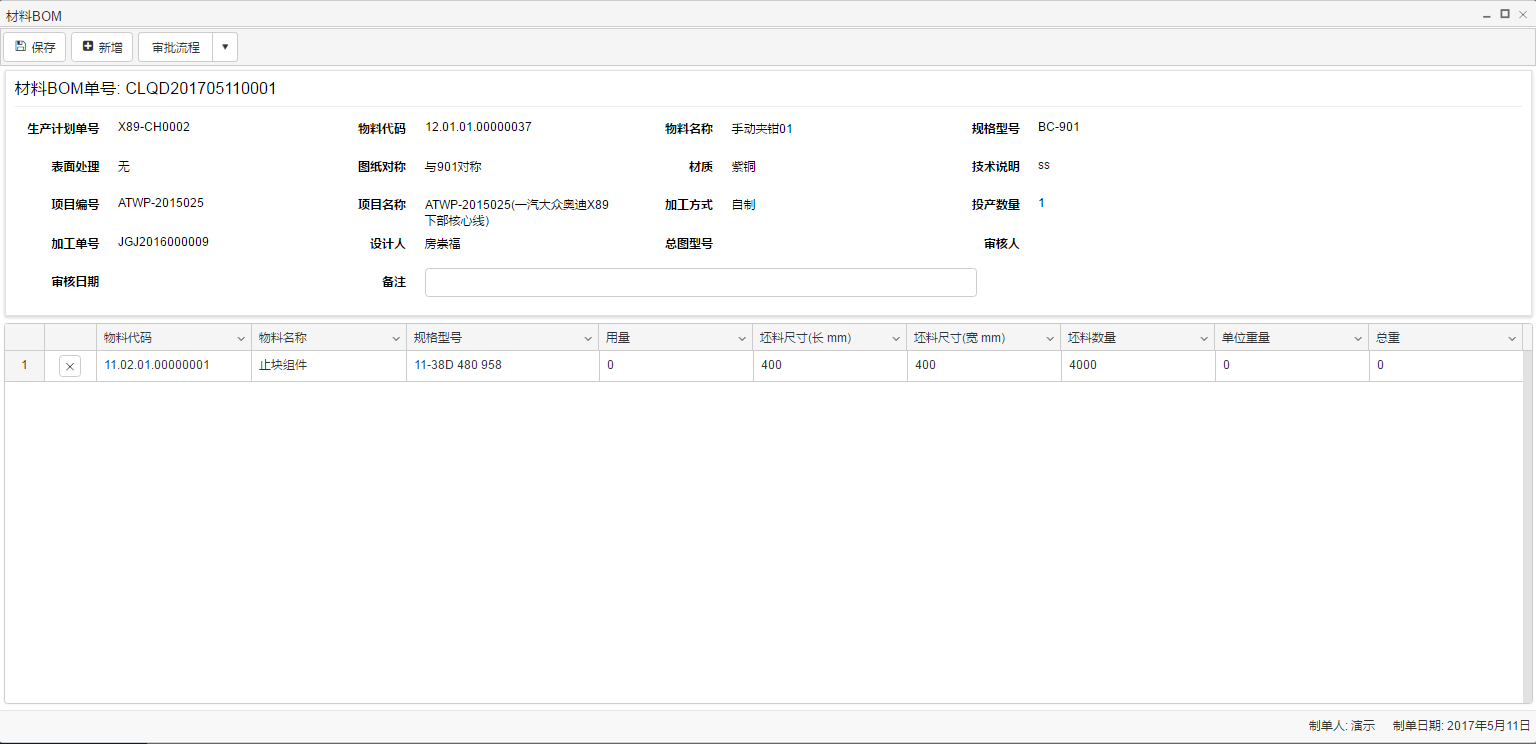 材料BOM
保存 新增 审批流程
材料BOM单号: CLQD201705110001
生产计划单号 X89-CH0002 物料代码 12.01.01.00000037 物料名称 手动夹钳01 规格型号 BC-901
表面处理 无 图纸对称 与901对称 材质 紫铜 技术说明 ss
项目编号 ATWP-2015025 项目名称 ATWP-2015025(一汽大众奥迪X89 加工方式 自制 投产数量 1
下部核心线)
加工单号 JGJ2016000009 设计人 房崇福 总图型号 审核人
审核日期 备注
物料代码 物料名称 规格型号 用量 坯料尺寸(长 mm) 坯料尺寸(宽 mm) 坯料数量 单位重量 总重
1 11.02.01.00000001 止块组件 11-38D 480 958 0 400 400 4000 0 0
制单人: 演示 制单日期: 2017年5月11日